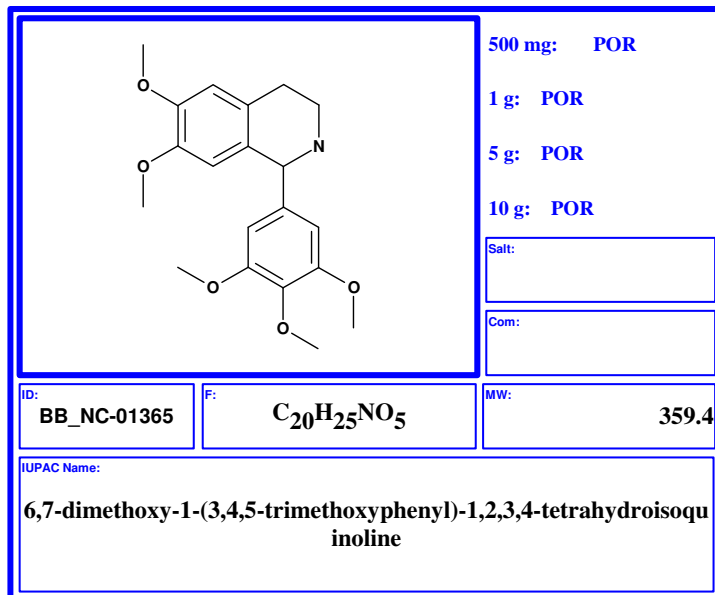 500 mg: POR
1 g: POR
5 g: POR
10 g: POR
O
O
N
O
O
O
Salt:
Com:
ID:
BB_NC-01365
F:
C20H25NO5
MW:
359.4
IUPAC Name:
6,7-dimethoxy-1-(3,4,5-trimethoxyphenyl)-1,2,3,4-tetrahydroisoqu
inoline